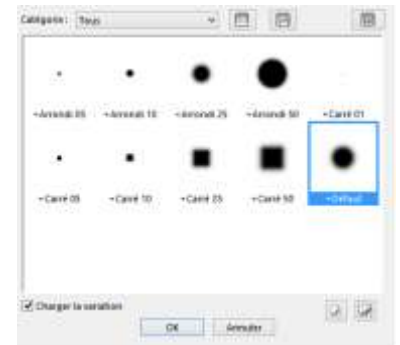 Catégorie : Tous
~Arrondi 05 ~Arrondi 10 ~Arrondi 25 ~Arrondi 50 ~Carré 01
~Carré 05 ~Carré 10 ~Carré 25 ~Carré 50 ~Défaut
Charger la variation
OK Annuler